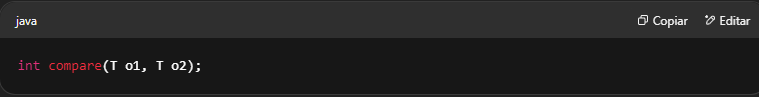 java
Copiar
Editar
int compare(T o1, T o2);